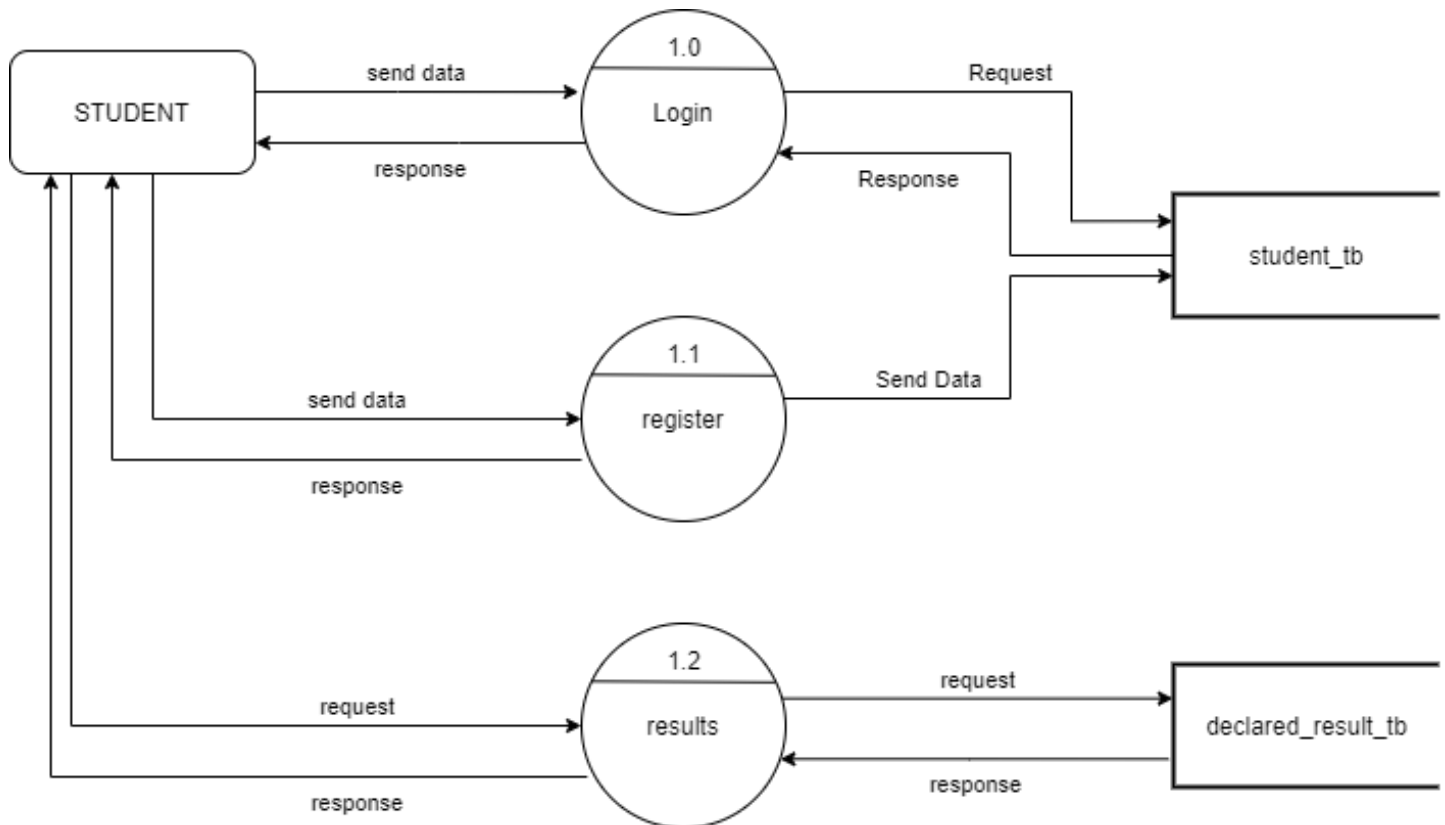 1.0
send data
Request
STUDENT
Login
response
Response
student_tb
1.1
send data
Send Data
register
response
1.2
request
request
results
declared_result_tb
response
response